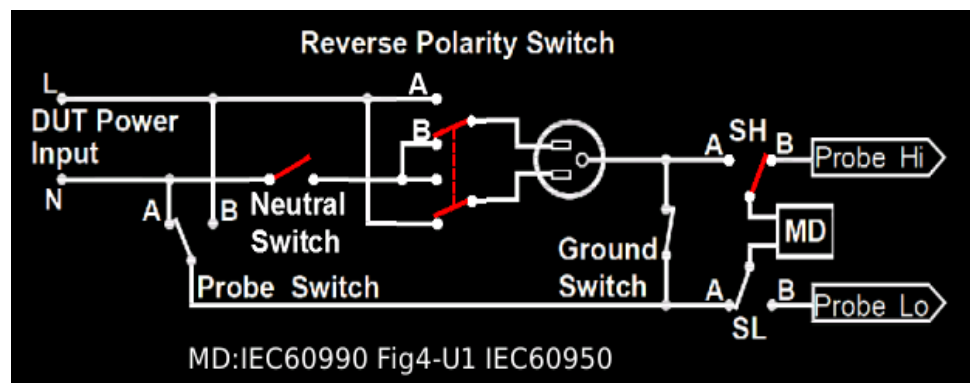 Reverse Polarity Switch
L
A
DUT Power
Input
B
SH
A
B
Probe Hi
N
A
B
Neutral
Switch
MD
Ground
Switch
Probe Switch
A
B
Probe Lo
SL
MD:IEC60990 Fig4-U1 IEC60950